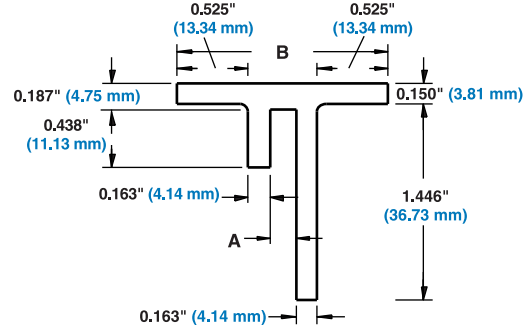 0.525"
(13.34 mm)
0.525"
(13.34 mm)
B
0.187" (4.75 mm)
0.150" (3.81 mm)
0.438"
(11.13 mm)
0.163" (4.14 mm)
1.446"
(36.73 mm)
A
0.163" (4.14 mm)